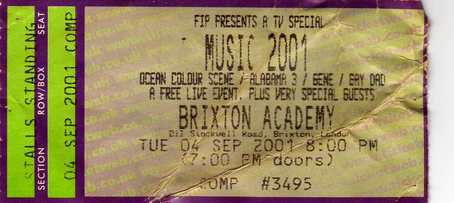 STALLS STANDING
SECTION ROW/BOX SEAT
04 SEP 2001 COMP
FIP PRESENTS A TV SPECIAL
MUSIC 2001
OCEAN COLOUR SCENE / ALABAMA 3 / GENE / GAY DAD
A FREE LIVE EVENT, PLUS VERY SPECIAL GUESTS
BRIXTON ACADEMY
211 Stockwell Road, Brixton, London
TUE 04 SEP 2001 8:00 PM
(7:00 PM doors)
COMP #3495